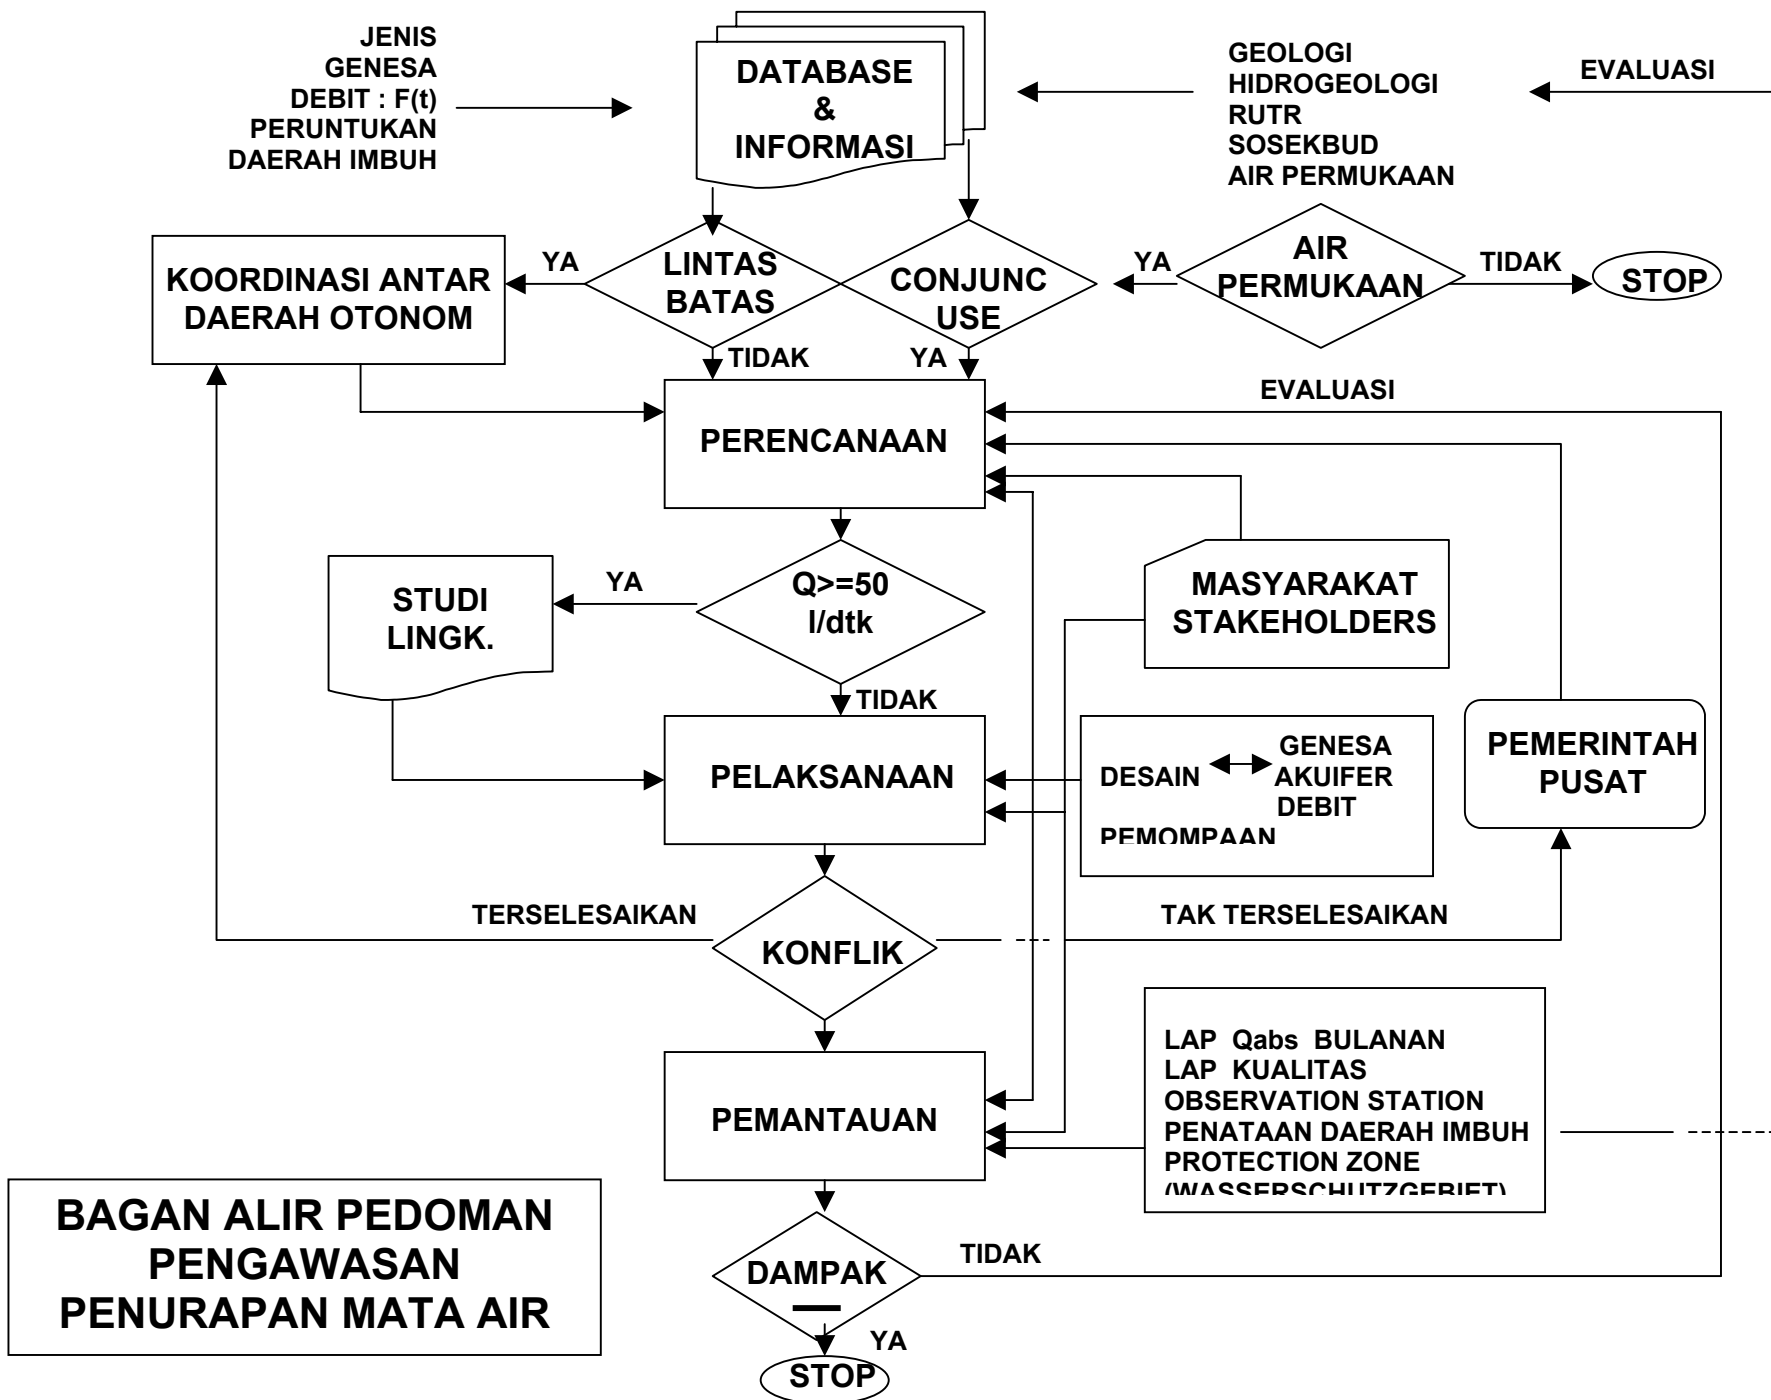 JENIS
GENESA
DEBIT : F(t)
PERUNTUKAN
DAERAH IMBUH
DATABASE
&
INFORMASI
GEOLOGI
HIDROGEOLOGI
RUTR
SOSEKBUD
AIR PERMUKAAN
EVALUASI
KOORDINASI ANTAR
DAERAH OTONOM
YA
LINTAS
BATAS
CONJUNC
USE
YA
AIR
PERMUKAAN
TIDAK
STOP
TIDAK
YA
EVALUASI
PERENCANAAN
STUDI
LINGK.
YA
Q>=50
l/dtk
MASYARAKAT
STAKEHOLDERS
TIDAK
PELAKSANAAN
DESAIN
GENESA
AKUIFER
DEBIT
PEMOMPAAN
PEMERINTAH
PUSAT
TERSELESAIKAN
KONFLIK
TAK TERSELESAIKAN
PEMANTAUAN
LAP Qabs BULANAN
LAP KUALITAS
OBSERVATION STATION
PENATAAN DAERAH IMBUH
PROTECTION ZONE
(WASSERSCHUTZGEBIET)
BAGAN ALIR PEDOMAN
PENGAWASAN
PENURAPAN MATA AIR
DAMPAK
TIDAK
YA
STOP